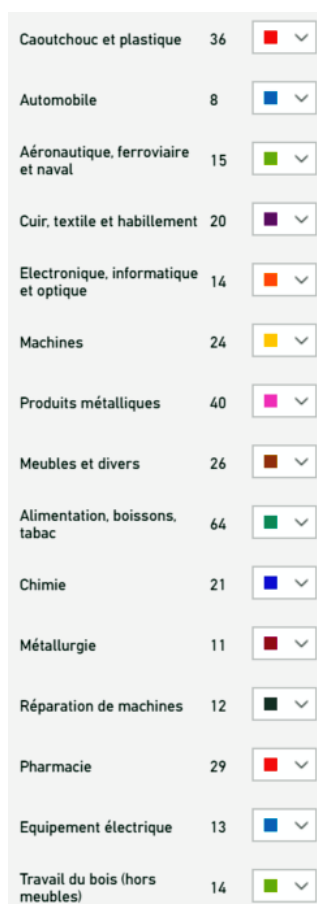 Caoutchouc et plastique 36
Automobile 8
Aéronautique, ferroviaire
et naval 15
Cuir, textile et habillement 20
Electronique, informatique
et optique 14
Machines 24
Produits métalliques 40
Meubles et divers 26
Alimentation, boissons,
tabac 64
Chimie 21
Métallurgie 11
Réparation de machines 12
Pharmacie 29
Equipement électrique 13
Travail du bois (hors
meubles) 14